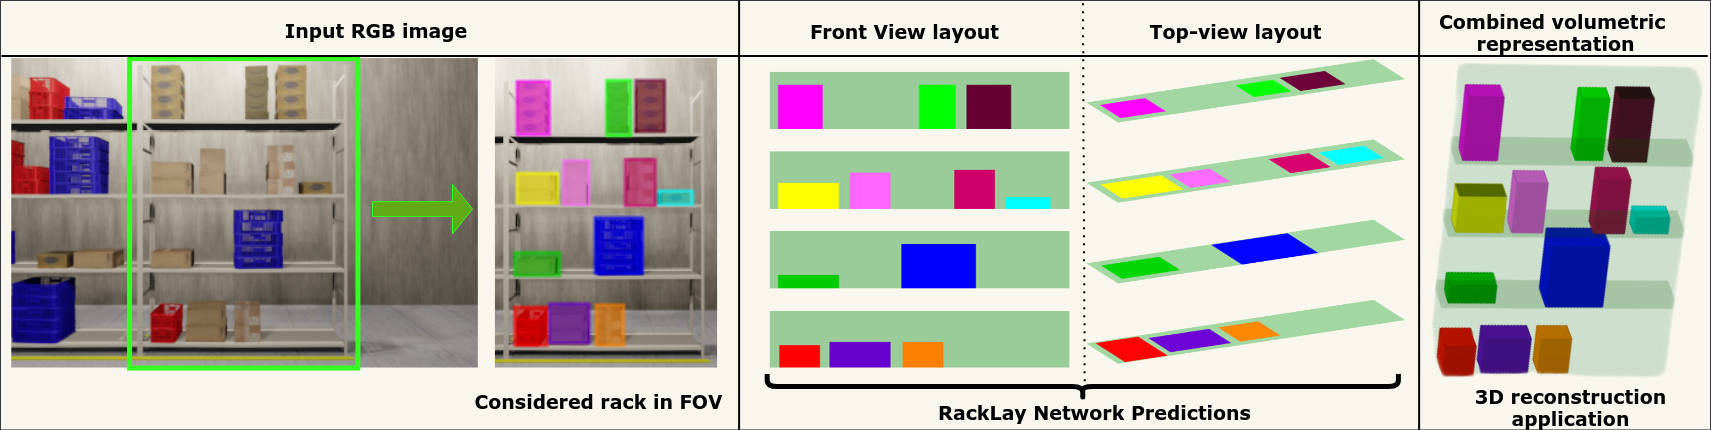 Input RGB image
Front View layout
Top-view layout
Combined volumetric
representation
Considered rack in FOV
RackLay Network Predictions
3D reconstruction
application